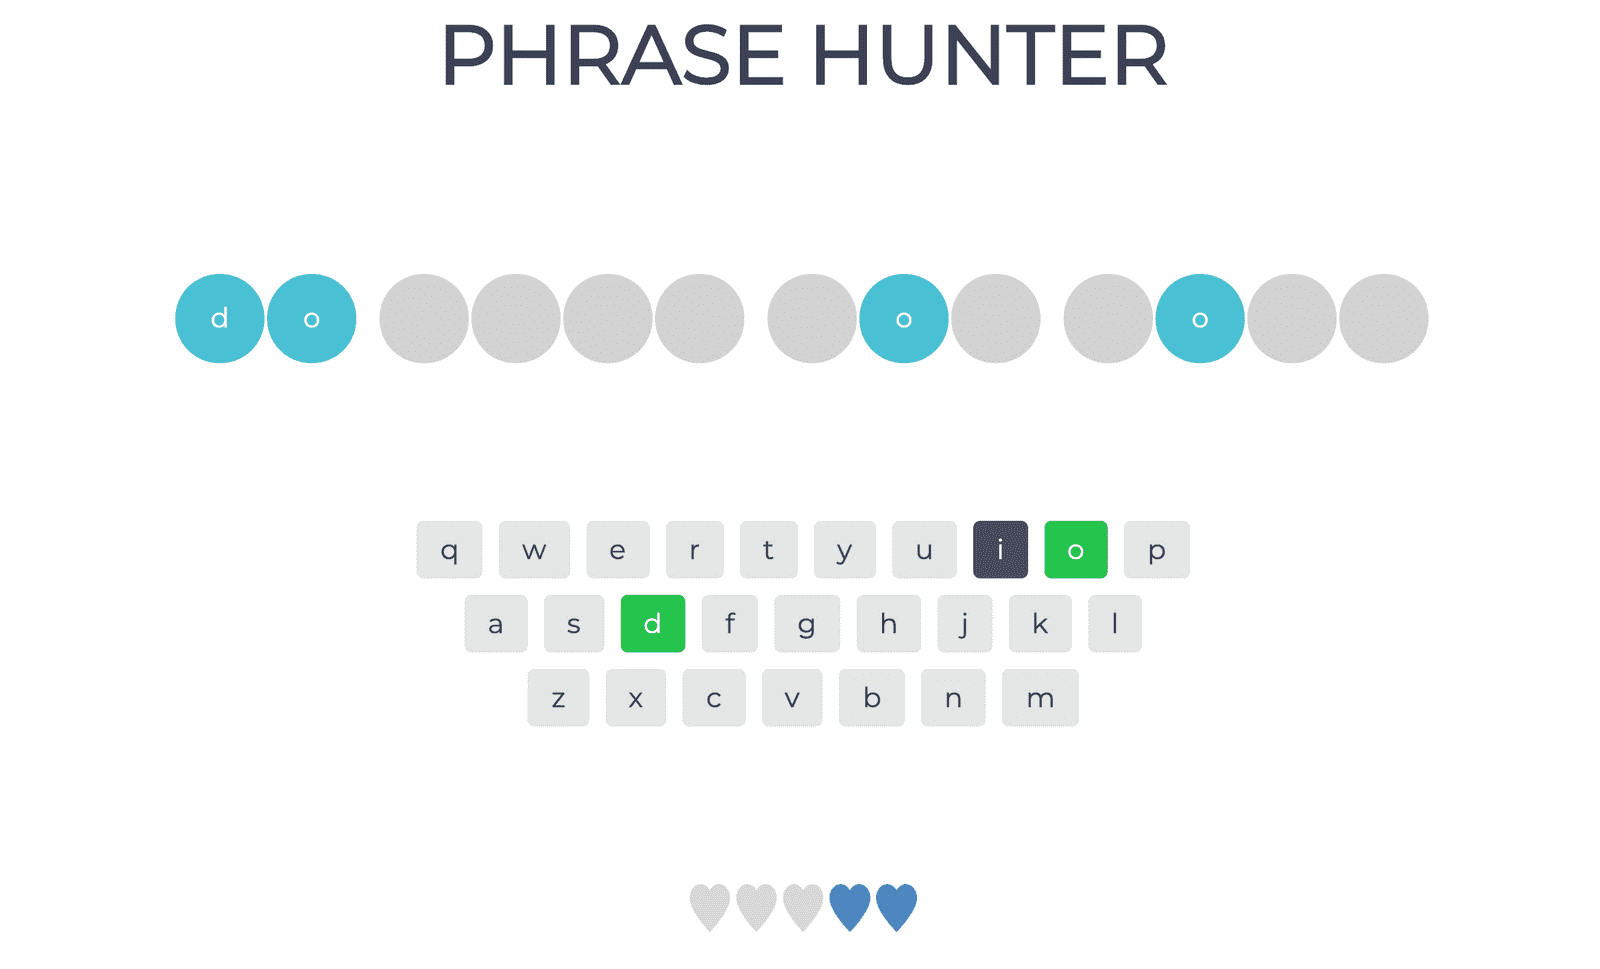 PHRASE HUNTER
d o o o
q w e r t y u i o p
a s d f g h j k l
z x c v b n m